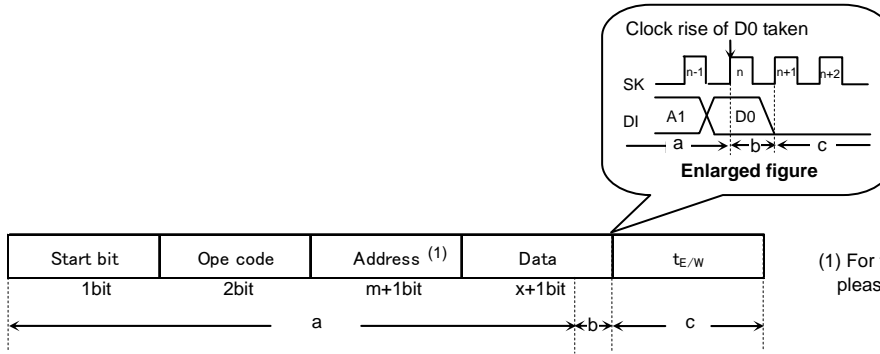 Clock rise of D0 taken
SK n-1 n n+1 n+2
DI A1 D0
a b c
Enlarged figure
Start bit Ope code Address (1) Data tE/W
1bit 2bit m+1bit x+1bit
a b c
(1) For
pleas